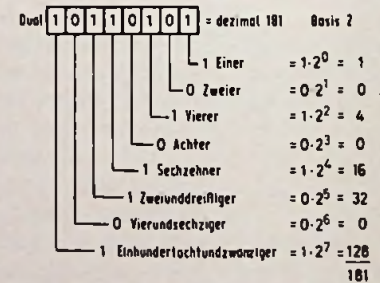 Dual 1 0 1 1 0 1 0 1 = dezimal 181 Basis 2
1 Einer = 1·2⁰ = 1
0 Zweier = 0·2¹ = 0
1 Vierer = 1·2² = 4
0 Achter = 0·2³ = 0
1 Sechzehner = 1·2⁴ = 16
1 Zweiunddreißiger = 0·2⁵ = 32
0 Vierundsechziger = 0·2⁶ = 0
1 Einhundertachtundzwanziger = 1·2⁷ = 128
181